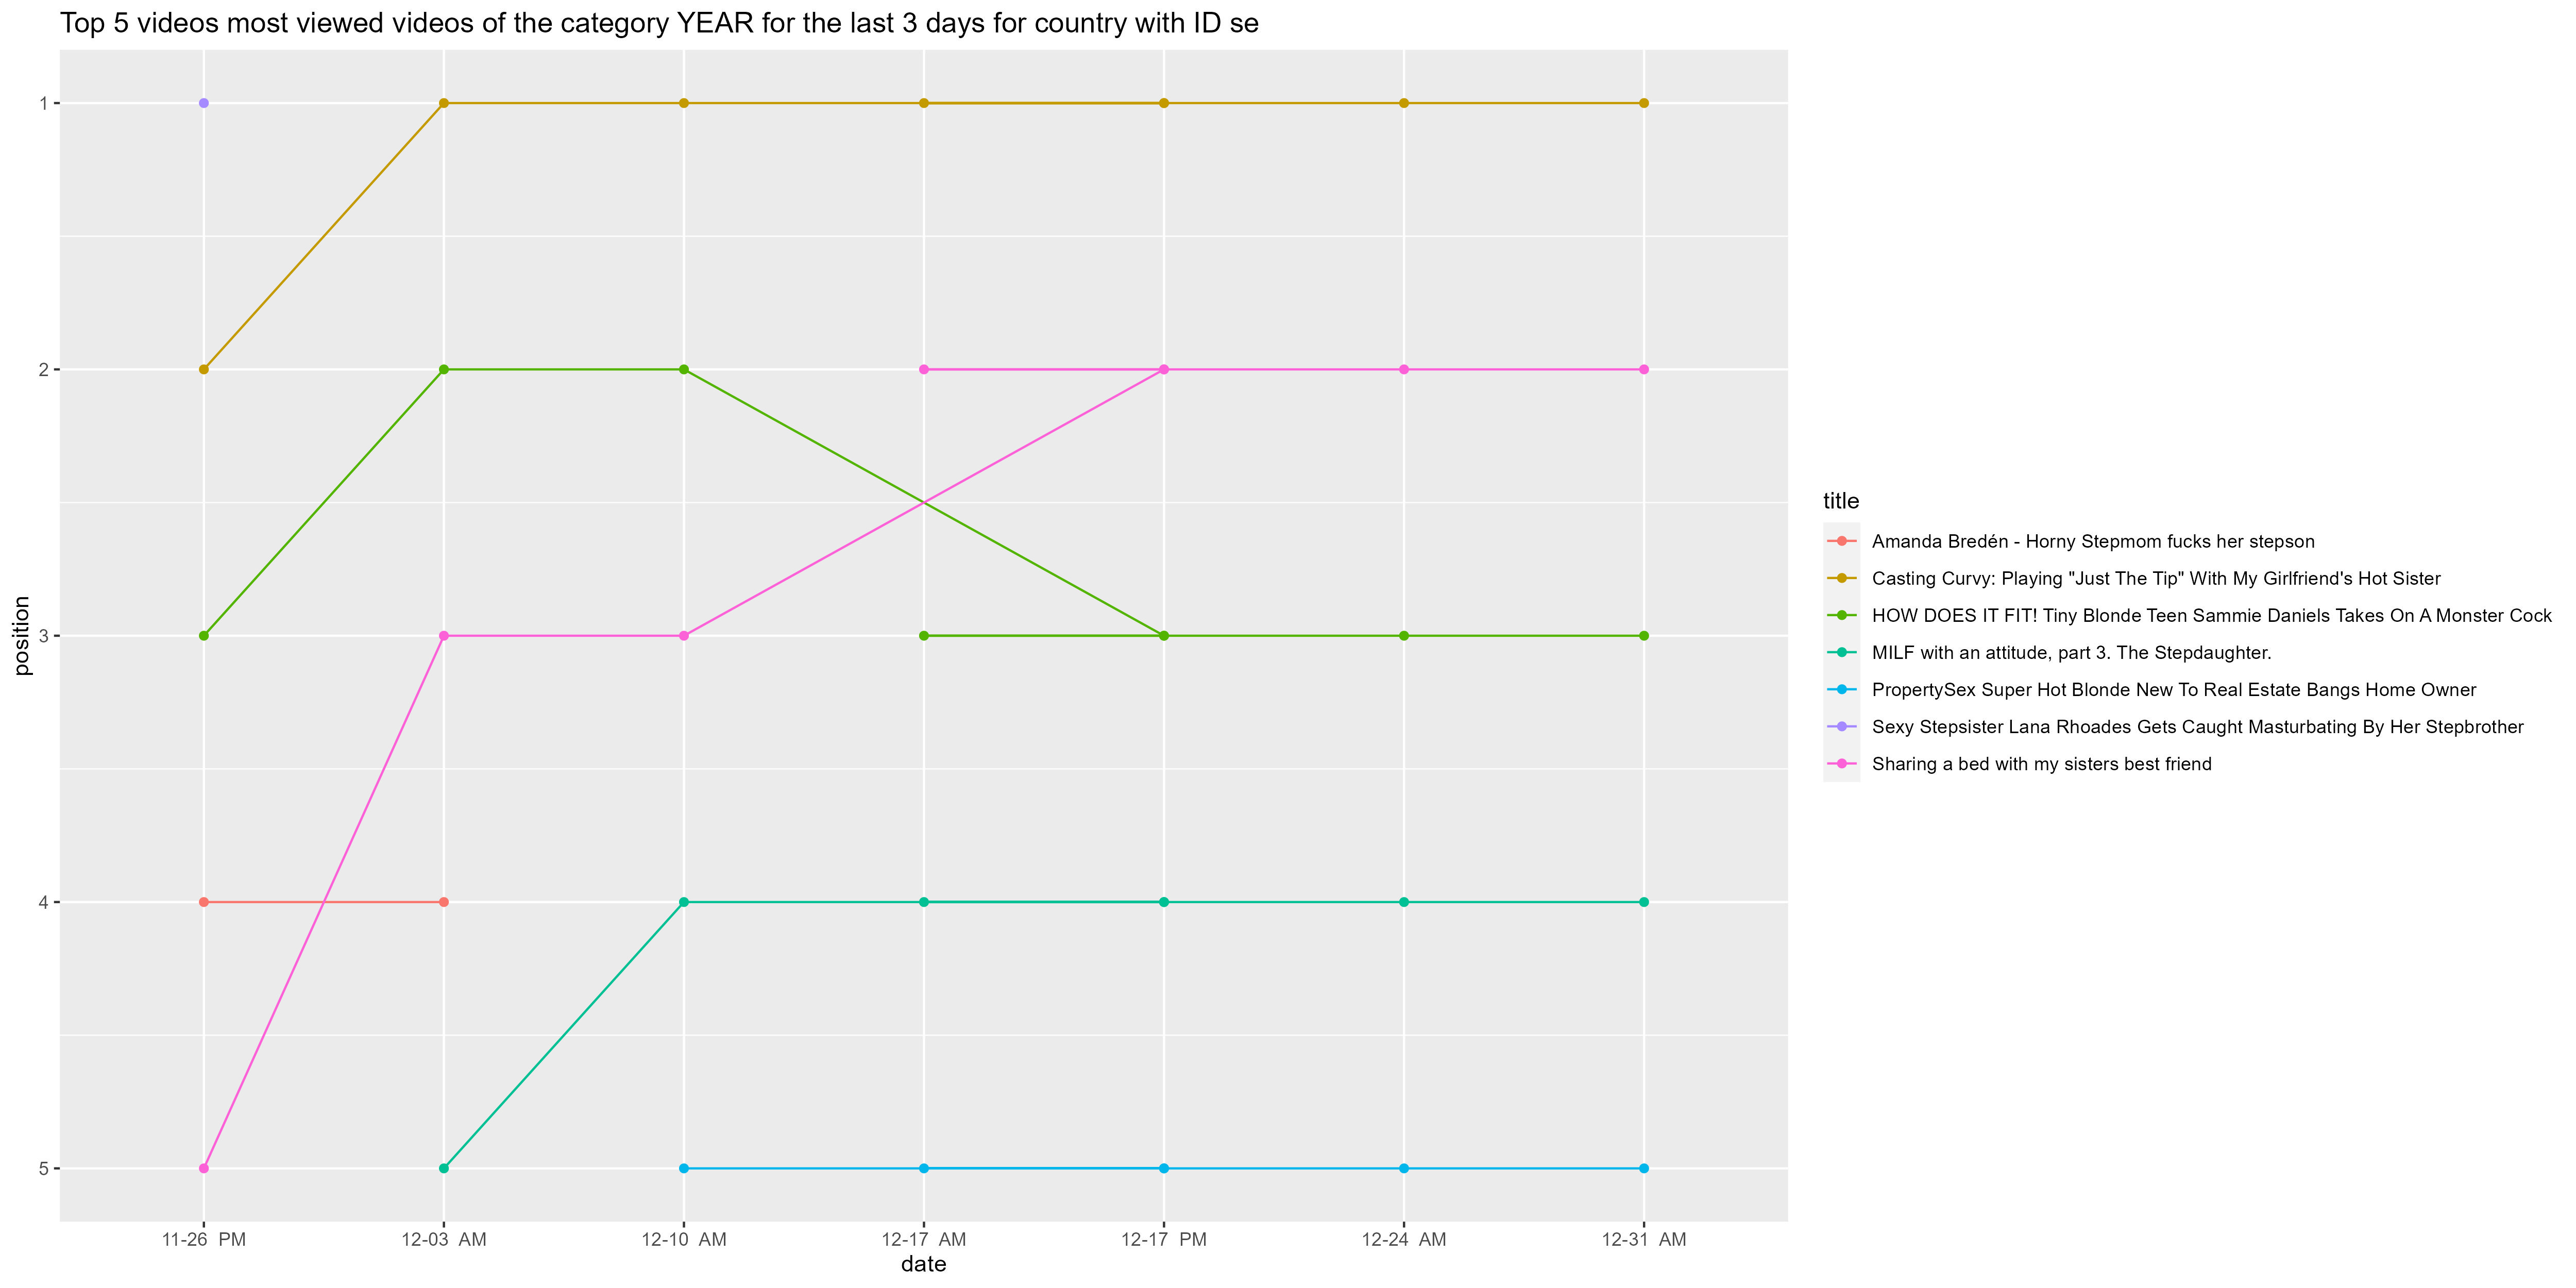 Top 5 videos most viewed videos of the category YEAR for the last 3 days for country with ID se
position
1
2
3
4
5
11-26 PM
12-03 AM
12-10 AM
12-17 AM
12-17 PM
12-24 AM
12-31 AM
date
title
Amanda Bredén - Horny Stepmom fucks her stepson
Casting Curvy: Playing "Just The Tip" With My Girlfriend's Hot Sister
HOW DOES IT FIT! Tiny Blonde Teen Sammie Daniels Takes On A Monster Cock
MILF with an attitude, part 3. The Stepdaughter.
PropertySex Super Hot Blonde New To Real Estate Bangs Home Owner
Sexy Stepsister Lana Rhoades Gets Caught Masturbating By Her Stepbrother
Sharing a bed with my sisters best friend